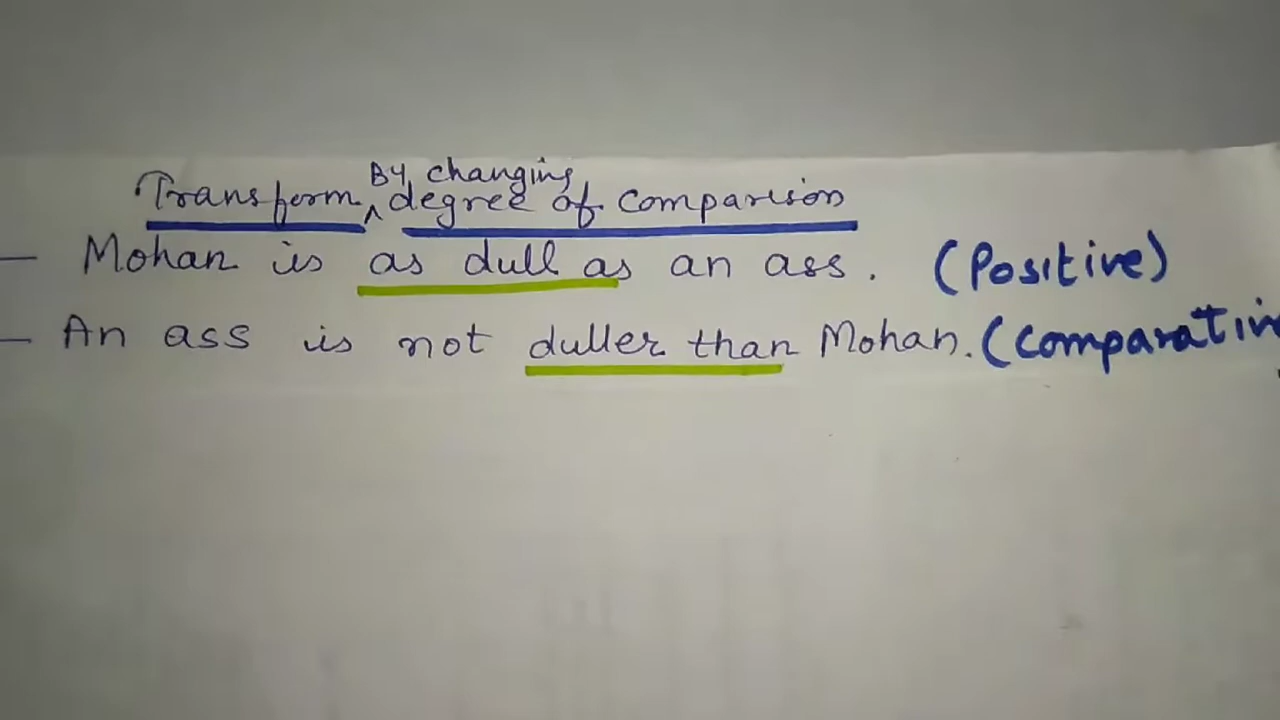 Transform ^ By changing degree of comparison
— Mohan is as dull as an ass. (Positive)
— An ass is not duller than Mohan. (Comparativ